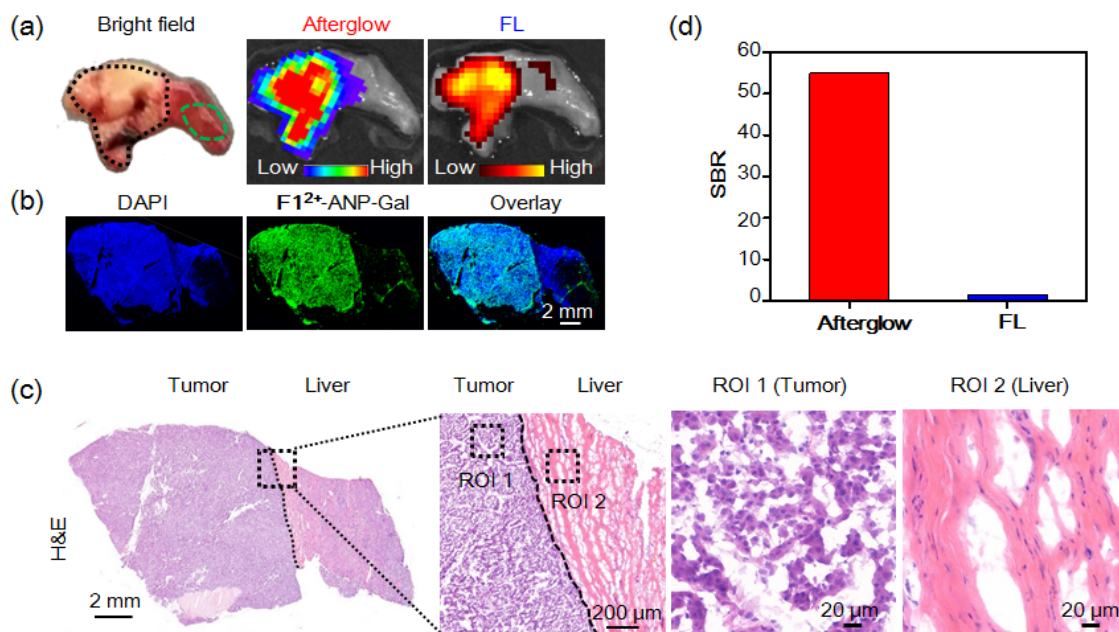 (a)
Bright field
Afterglow
FL
Low High
Low High
(b)
DAPI
F1²⁺-ANP-Gal
Overlay
2 mm
(c)
Tumor Liver
Tumor Liver
ROI 1 (Tumor)
ROI 2 (Liver)
H&E
ROI 1
ROI 2
2 mm
200 µm
20 µm
20 µm
(d)
SBR
60
50
40
30
20
10
0
Afterglow
FL